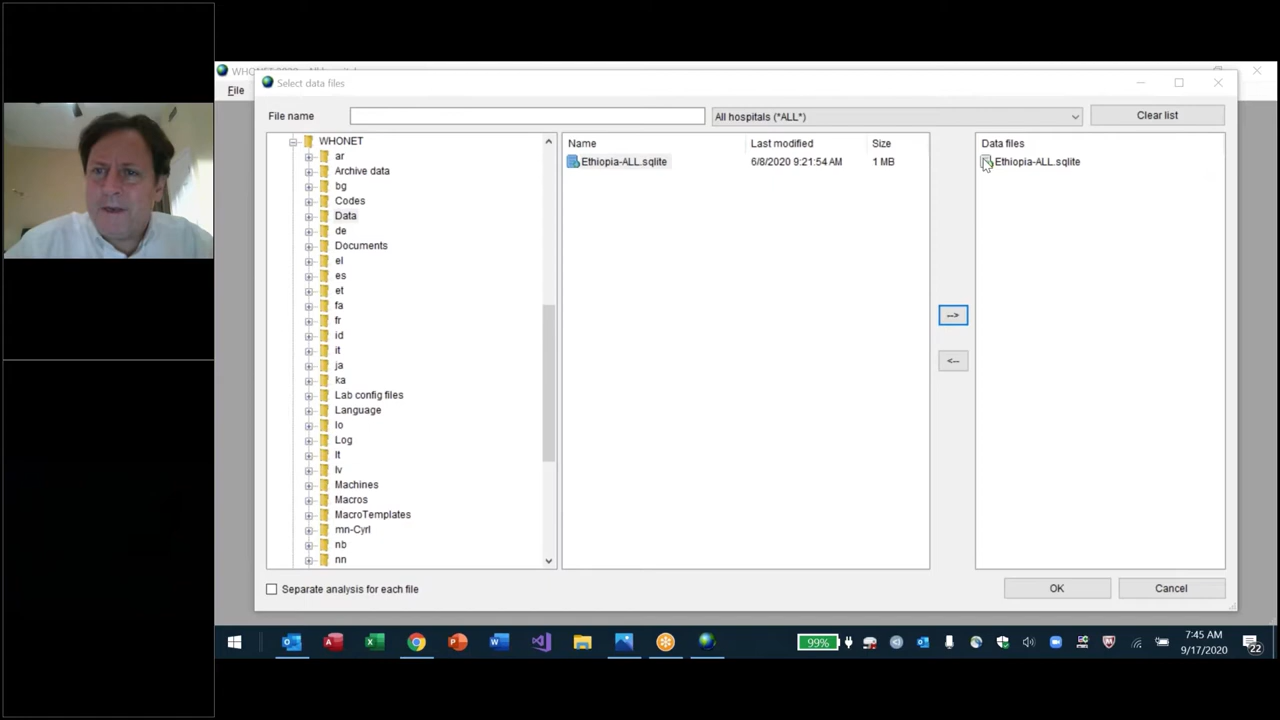 File
Select data files
File name
All hospitals (*ALL*)
Clear list
WHONET
ar
Archive data
bg
Codes
Data
de
Documents
el
es
et
fa
fr
id
it
ja
ka
Lab config files
Language
lo
Log
lt
lv
Machines
Macros
MacroTemplates
mn-Cyrl
nb
nn
Name Last modified Size
Ethiopia-ALL.sqlite 6/8/2020 9:21:54 AM 1 MB
-->
<--
Data files
Ethiopia-ALL.sqlite
Separate analysis for each file
OK
Cancel
99%
7:45 AM
9/17/2020
22